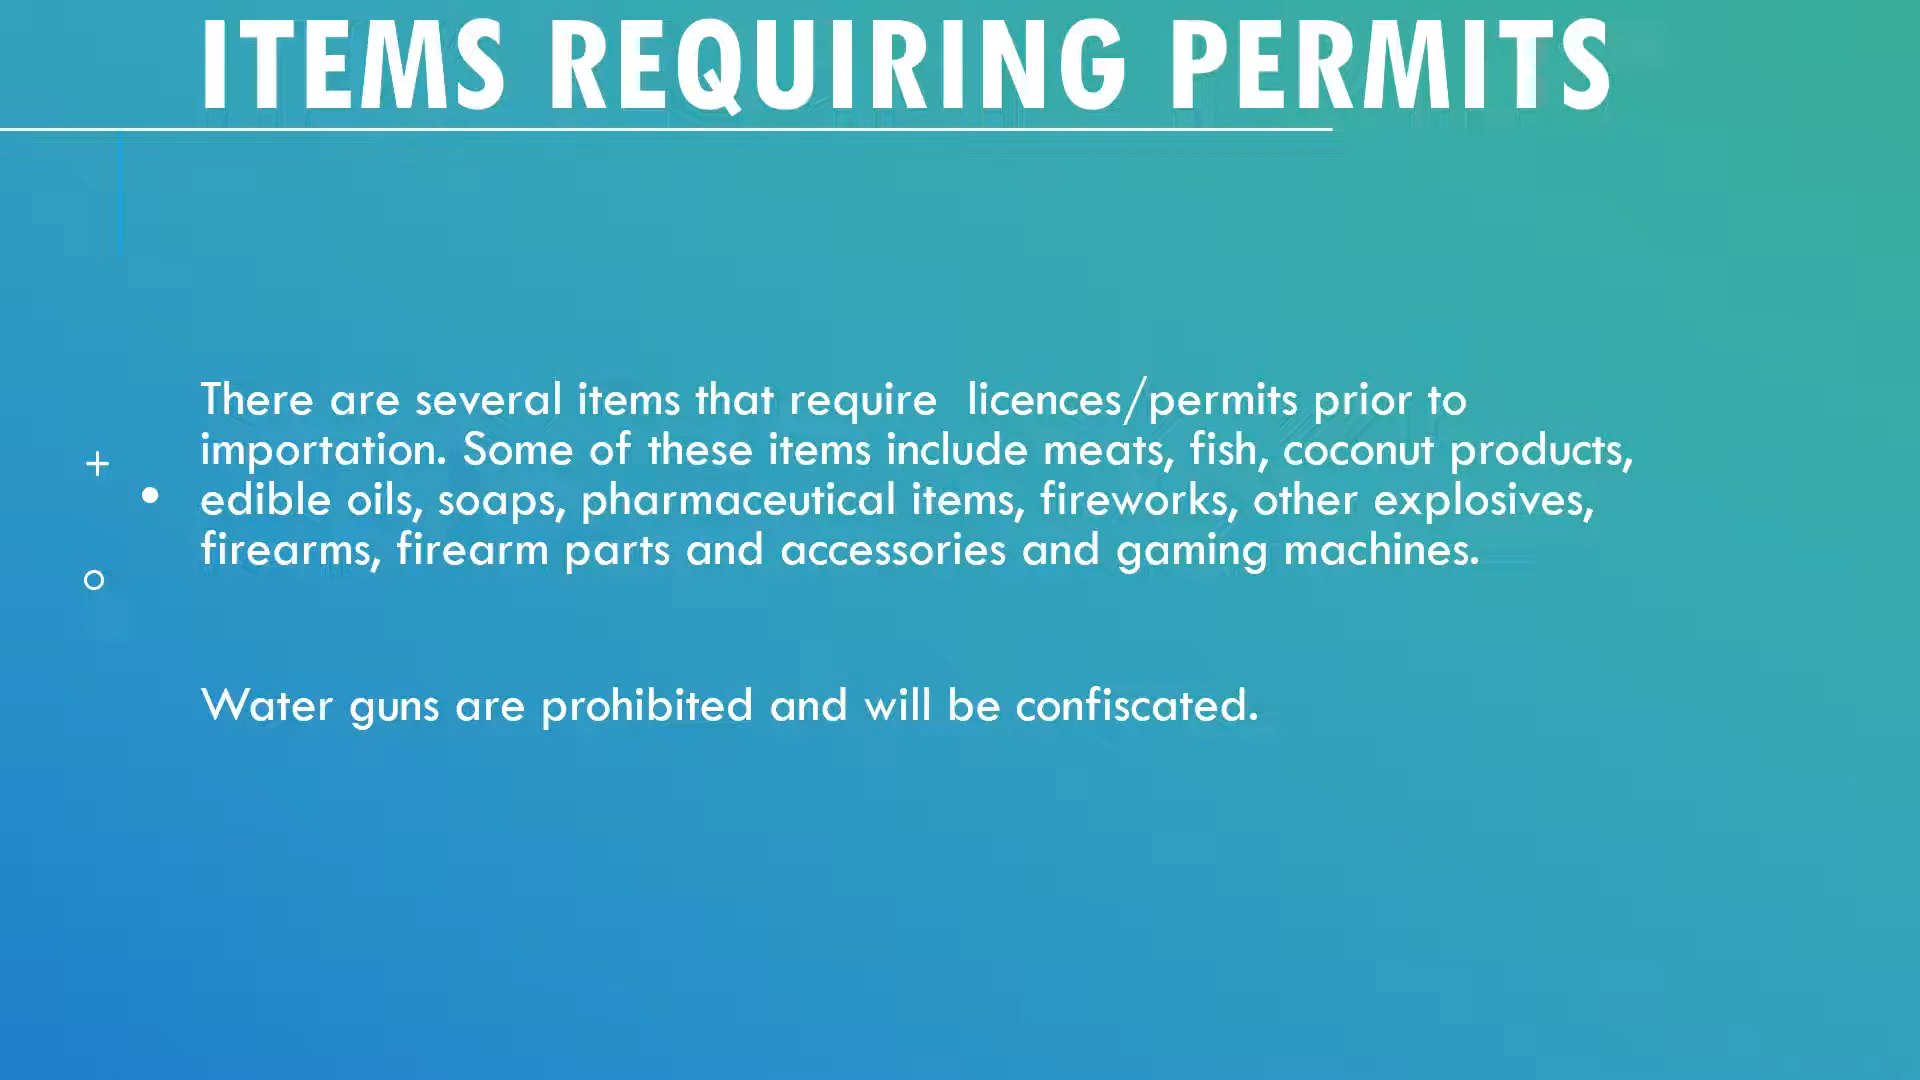 ITEMS REQUIRING PERMITS
There are several items that require  licences/permits prior to
importation. Some of these items include meats, fish, coconut products,
edible oils, soaps, pharmaceutical items, fireworks, other explosives,
firearms, firearm parts and accessories and gaming machines.
Water guns are prohibited and will be confiscated.